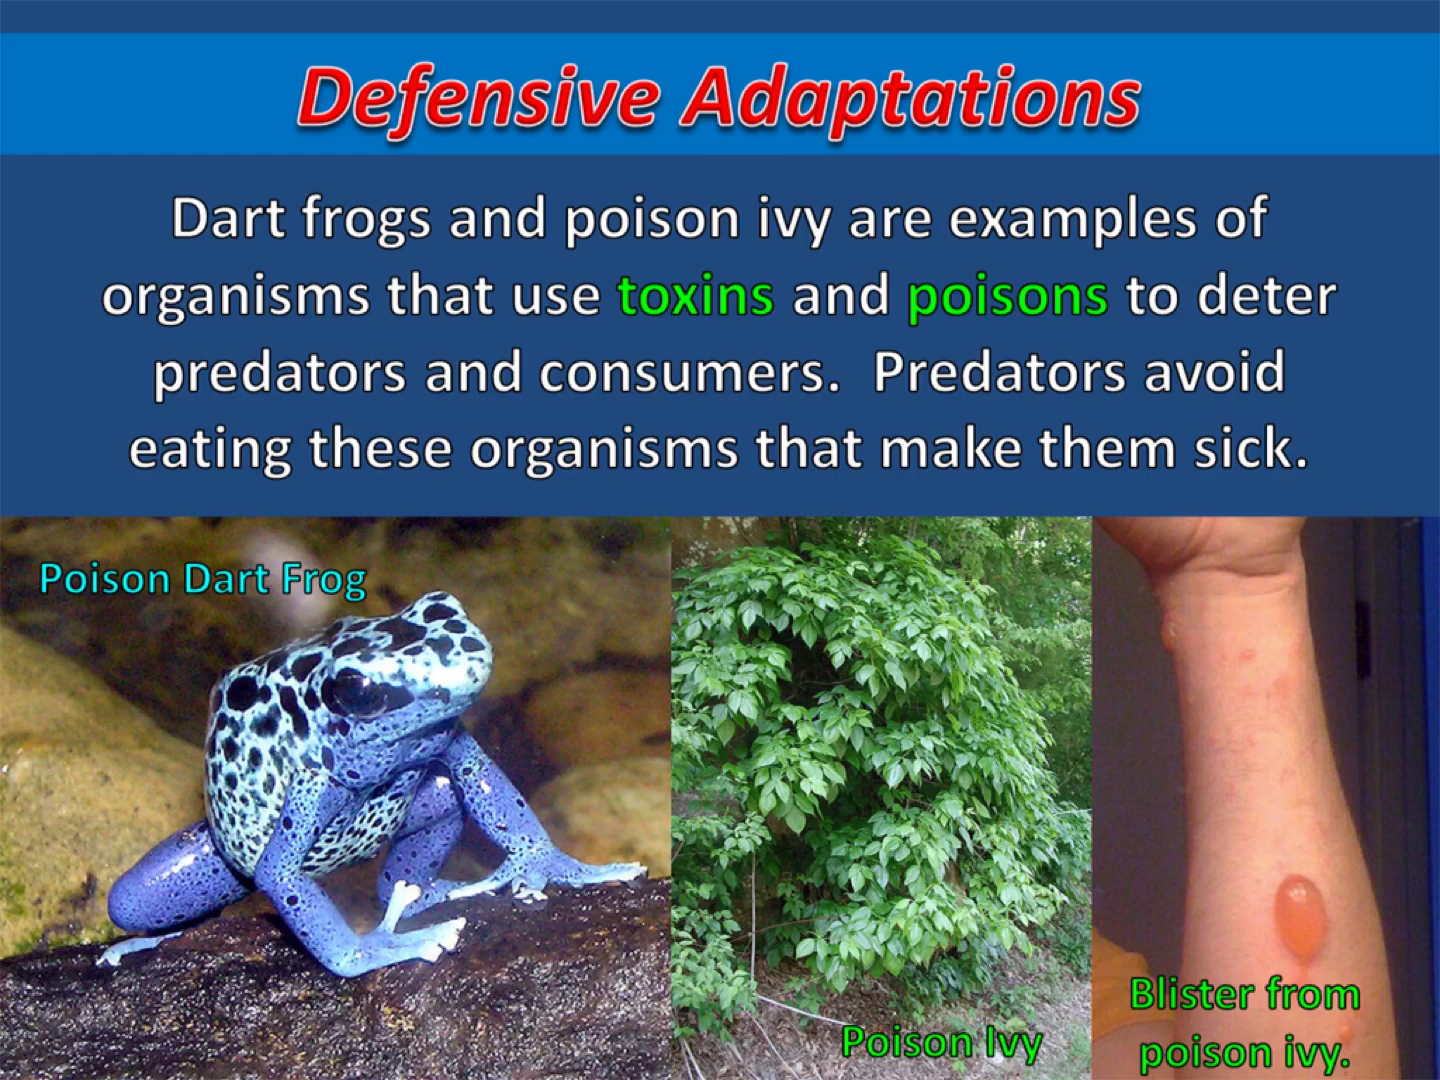 Defensive Adaptations
Dart frogs and poison ivy are examples of
organisms that use toxins and poisons to deter
predators and consumers.  Predators avoid
eating these organisms that make them sick.
Poison Dart Frog
Poison Ivy
Blister from
poison ivy.